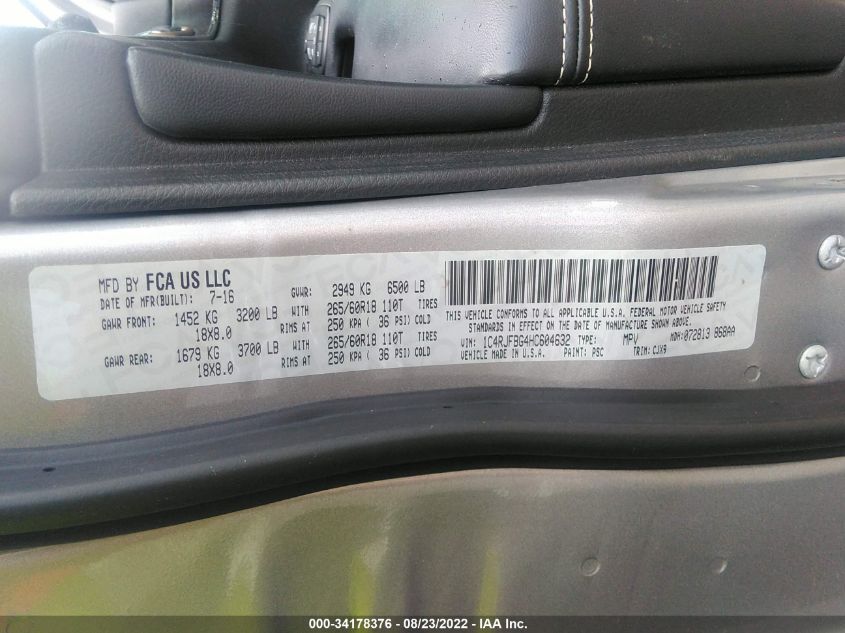 MFD BY FCA US LLC
DATE OF MFR(BUILT): 7-16 GVWR: 2949 KG 6500 LB
GAWR FRONT: 1452 KG 3200 LB WITH 265/60R18 110T TIRES
18X8.0 RIMS AT 250 KPA ( 36 PSI) COLD
GAWR REAR: 1679 KG 3700 LB WITH 265/60R18 110T TIRES
18X8.0 RIMS AT 250 KPA ( 36 PSI) COLD
THIS VEHICLE CONFORMS TO ALL APPLICABLE U.S.A. FEDERAL MOTOR VEHICLE SAFETY
STANDARDS IN EFFECT ON THE DATE OF MANUFACTURE SHOWN ABOVE.
VIN: 1C4RJFBG4HC604632 TYPE: MPV MDH:072813 868AA
VEHICLE MADE IN U.S.A. PAINT: PSC TRIM: CJX9
000-34178376 - 08/23/2022 - IAA Inc.